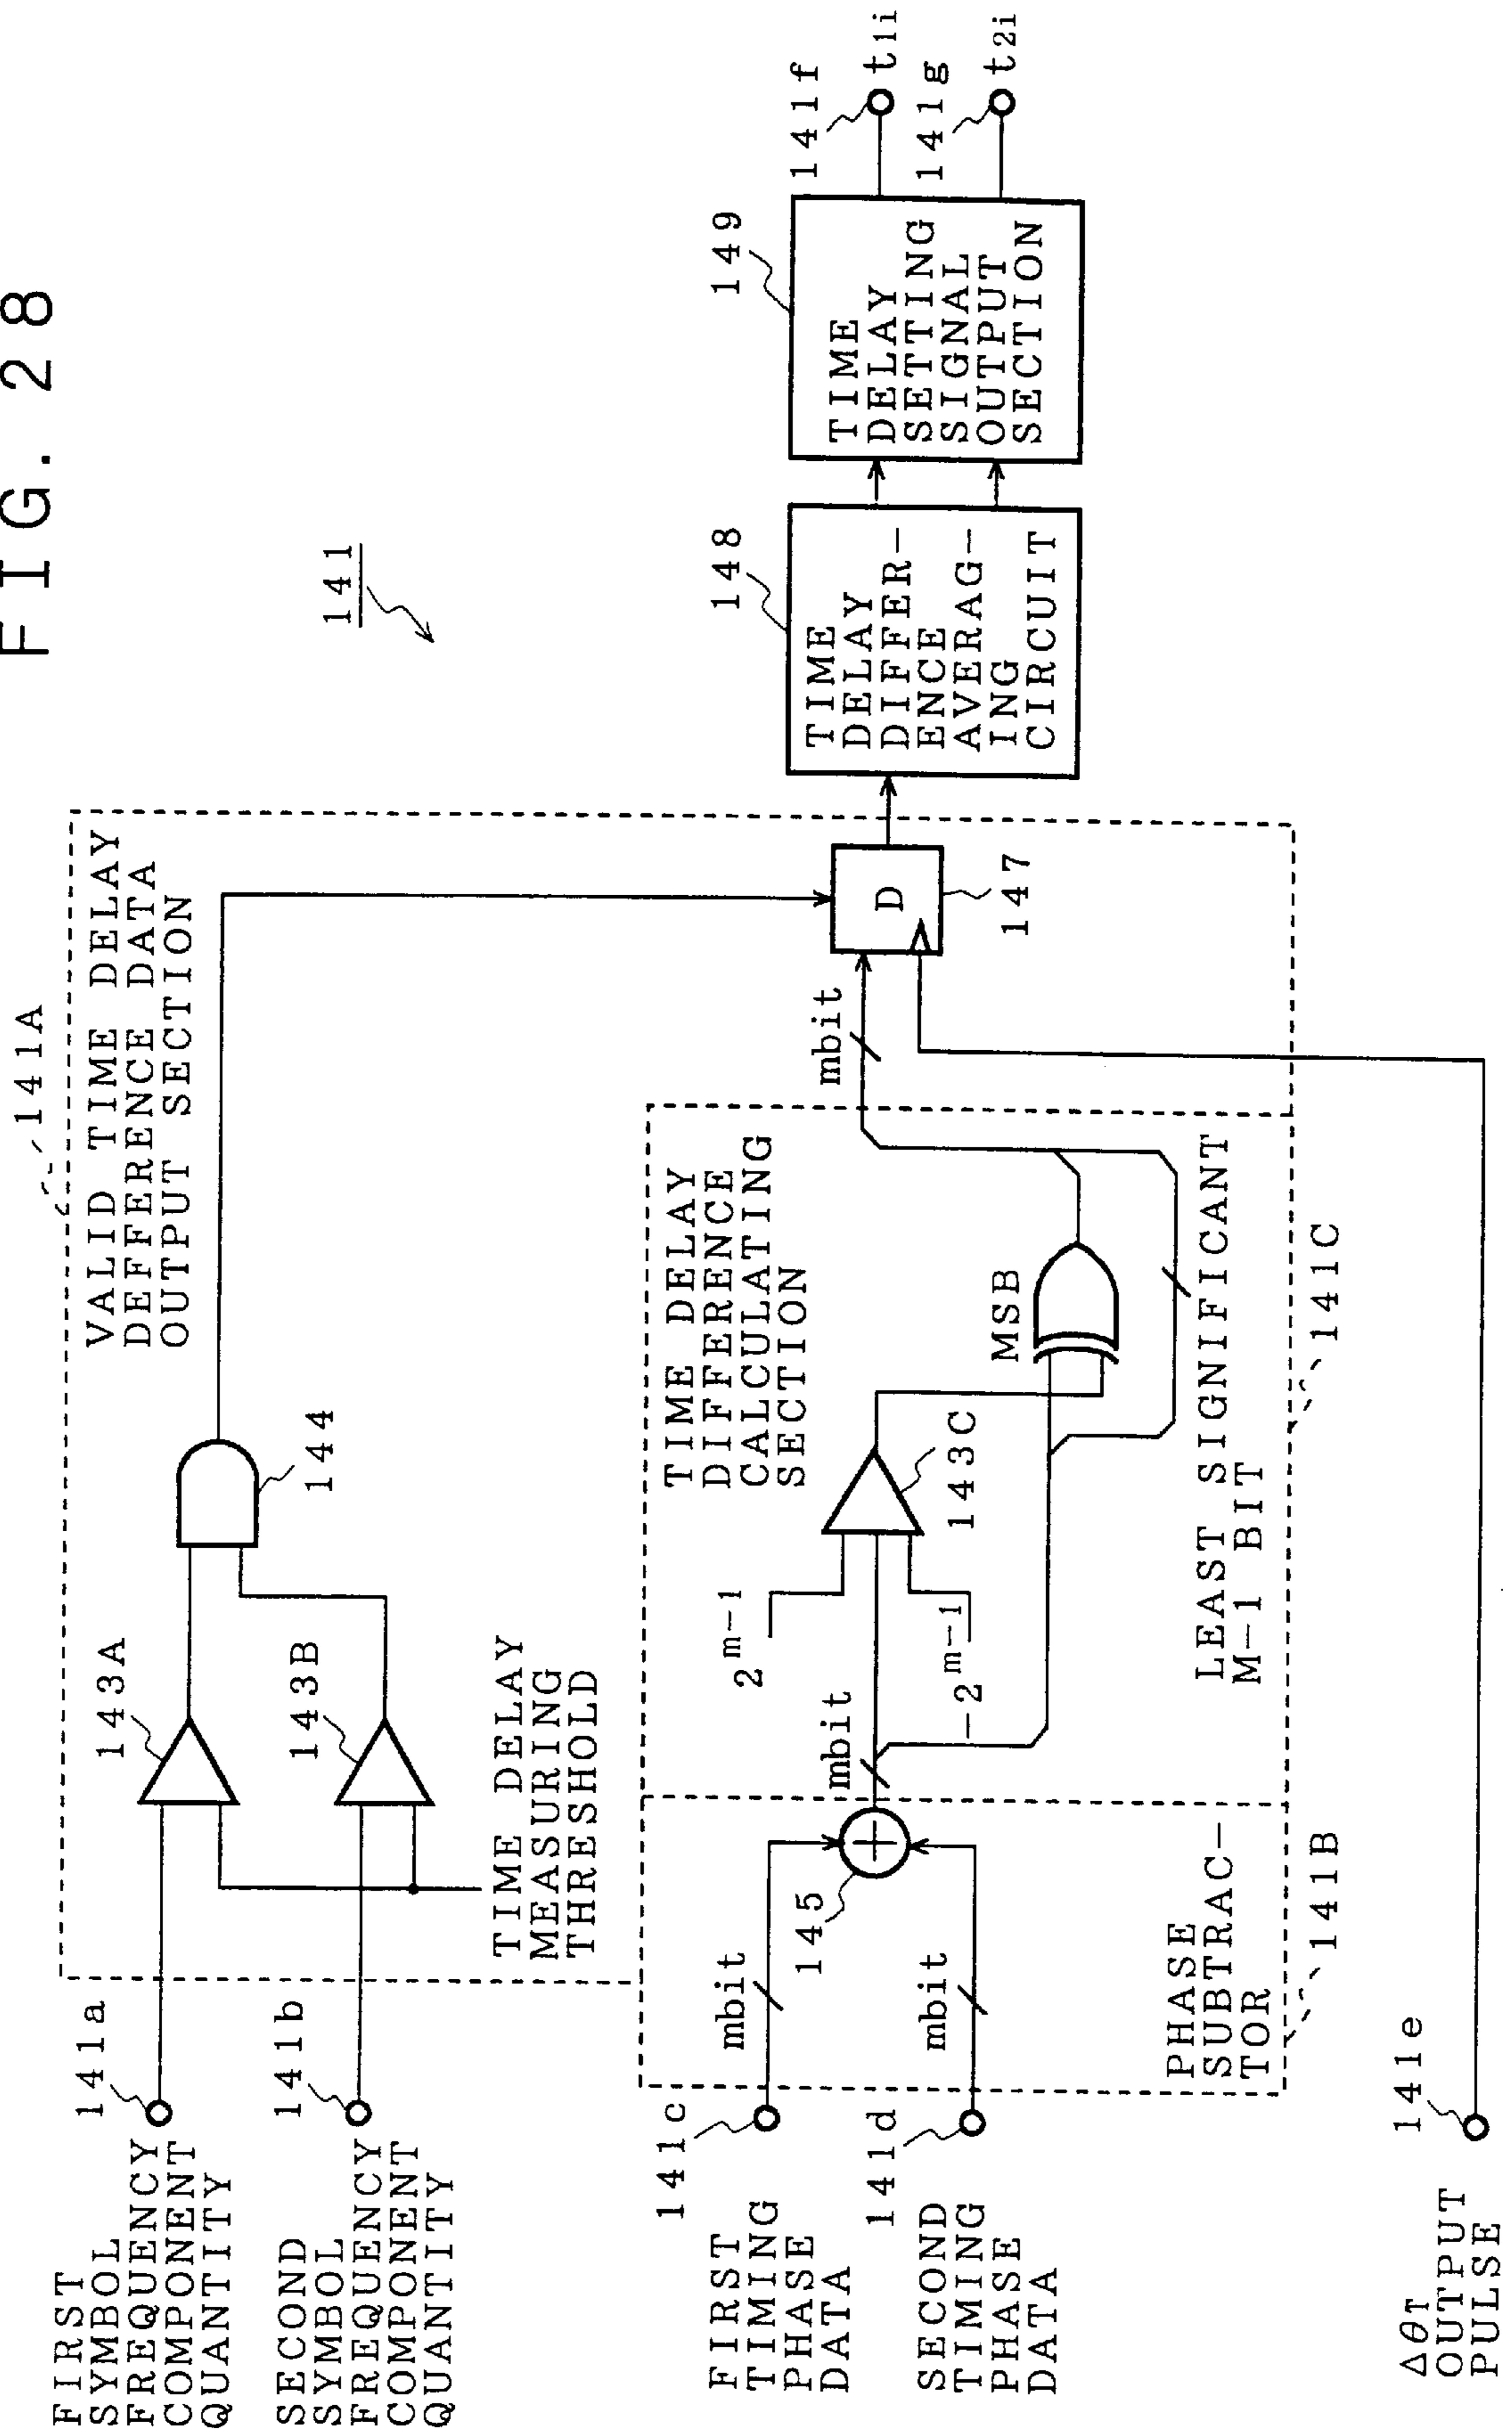 FIG. 28
141
141A
VALID TIME DELAY
DEFFERENCE DATA
OUTPUT SECTION
FIRST
SYMBOL
FREQUENCY
COMPONENT
QUANTITY
141a
143A
144
SECOND
SYMBOL
FREQUENCY
COMPONENT
QUANTITY
141b
143B
TIME DELAY
MEASURING
THRESHOLD
FIRST
TIMING
PHASE
DATA
141c
mbit
SECOND
TIMING
PHASE
DATA
141d
mbit
145
PHASE
SUBTRAC-
TOR
141B
mbit
2m-1
-2m-1
143C
TIME DELAY
DIFFERENCE
CALCULATING
SECTION
MSB
LEAST SIGNIFICANT
M-1 BIT
141C
mbit
D
147
148
TIME
DELAY
DIFFER-
ENCE
AVERAG-
ING
CIRCUIT
149
TIME
DELAY
SETTING
SIGNAL
OUTPUT
SECTION
141f
t1i
141g
t2i
ΔθT
OUTPUT
PULSE
141e